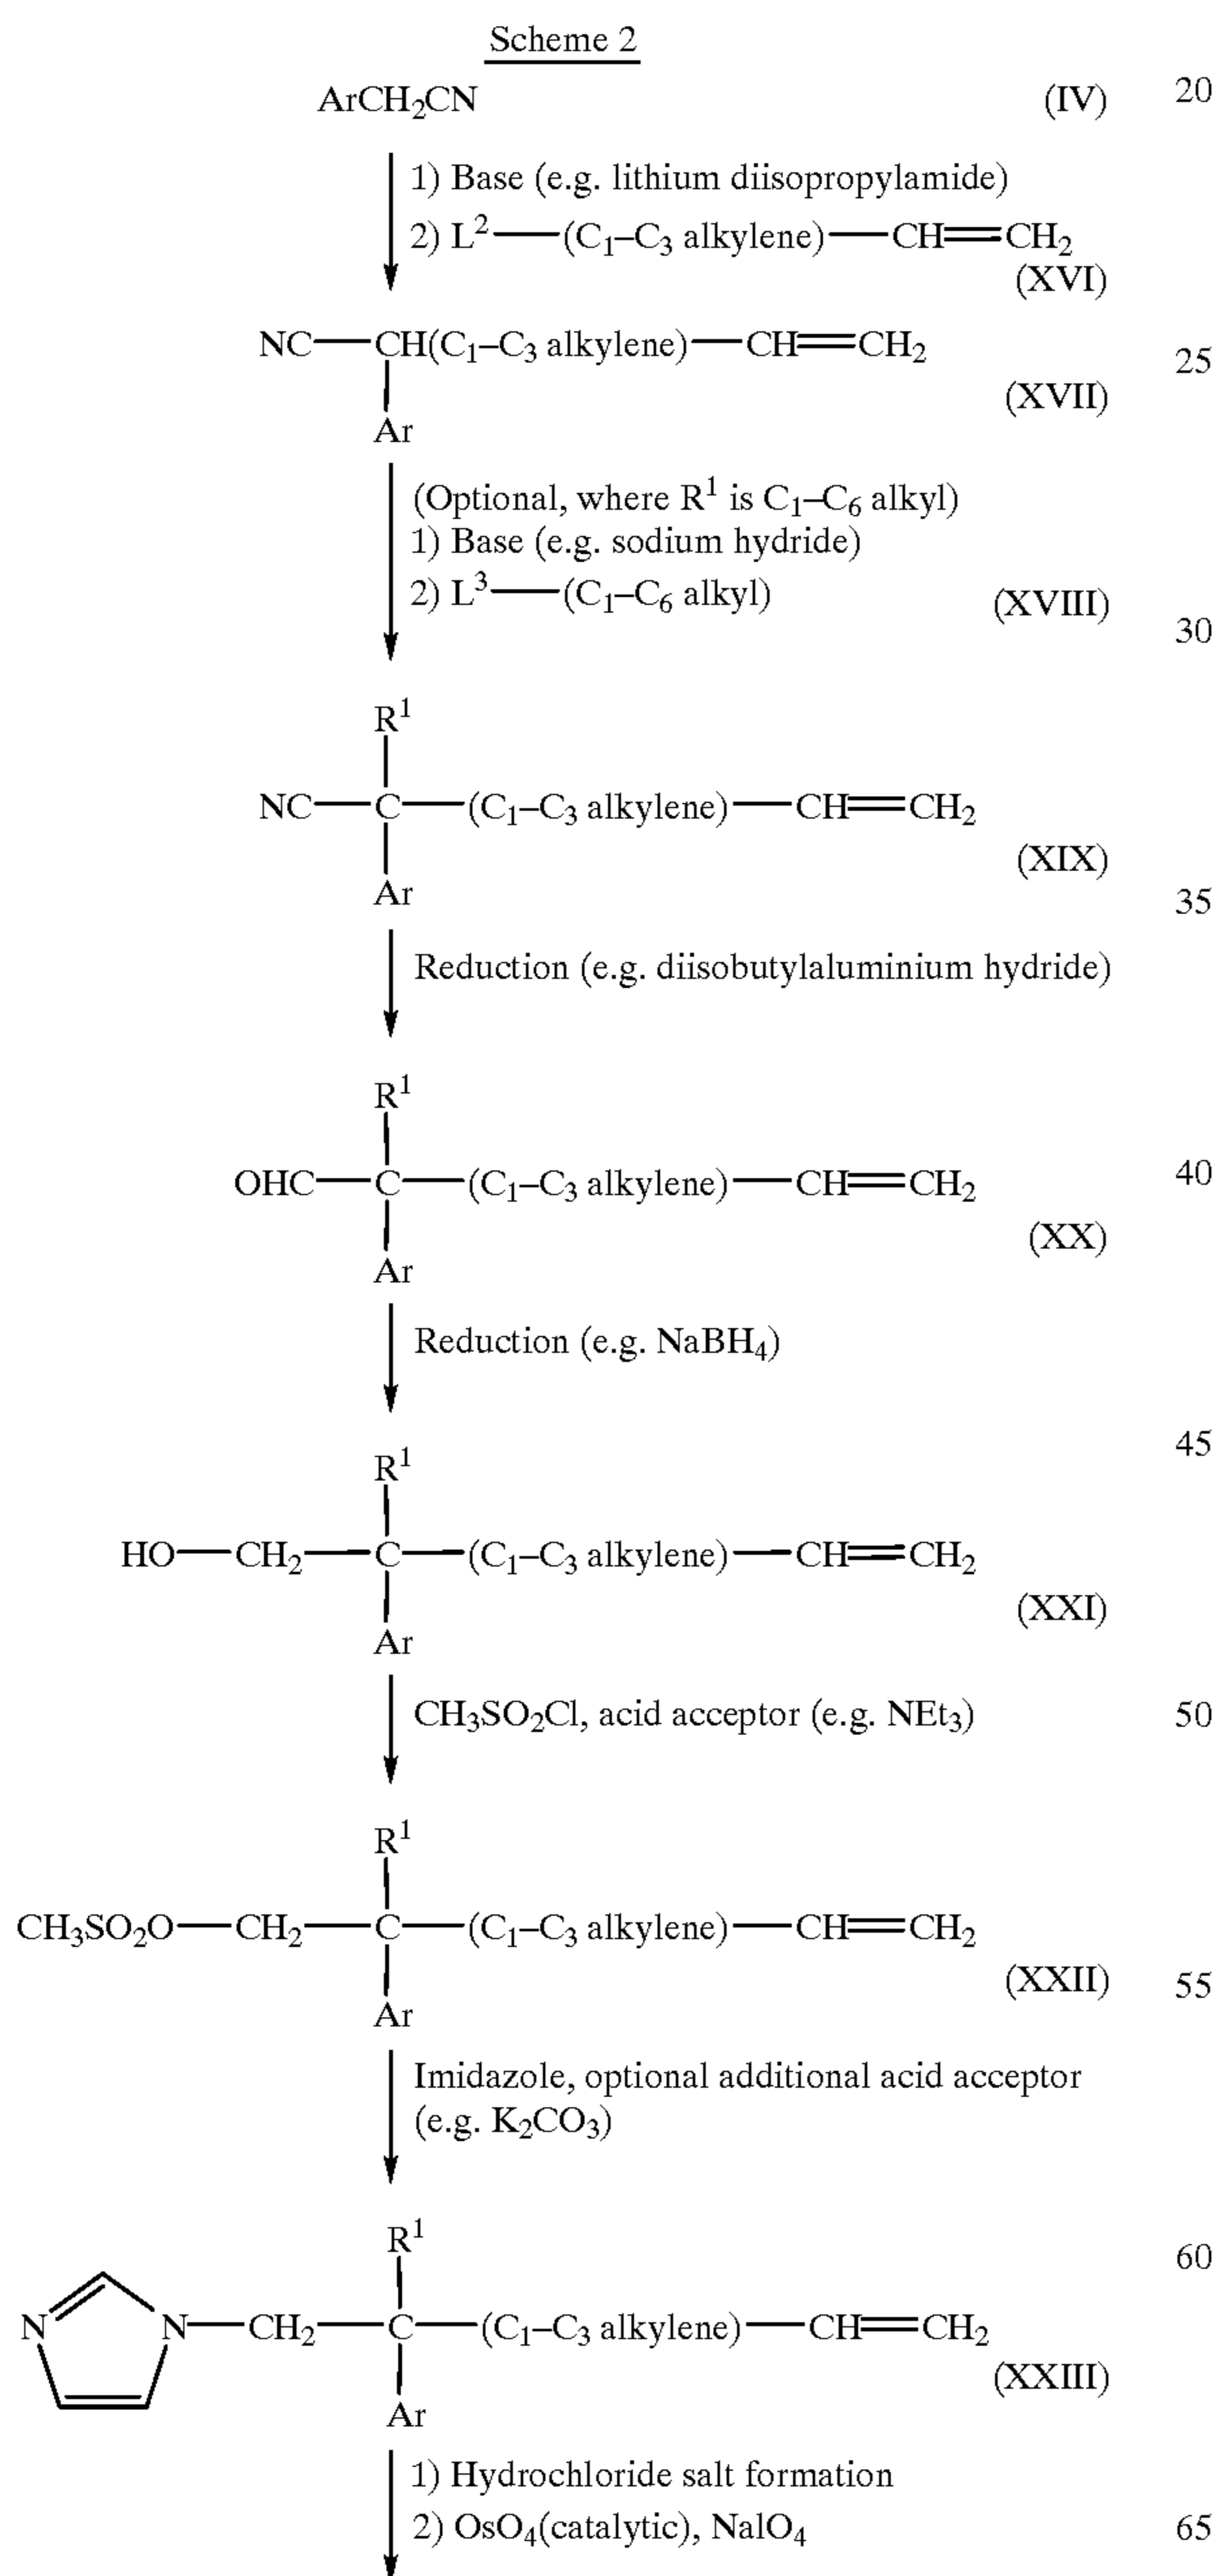 Scheme 2
ArCH₂CN (IV) 20
1) Base (e.g. lithium diisopropylamide)
2) L²—(C₁–C₃ alkylene)—CH=CH₂
(XVI)
NC—CH(C₁–C₃ alkylene)—CH=CH₂ 25
(XVII)
Ar
(Optional, where R¹ is C₁–C₆ alkyl)
1) Base (e.g. sodium hydride)
2) L³—(C₁–C₆ alkyl) (XVIII)
30
R¹
NC—C—(C₁–C₃ alkylene)—CH=CH₂
(XIX)
Ar 35
Reduction (e.g. diisobutylaluminium hydride)
R¹
OHC—C—(C₁–C₃ alkylene)—CH=CH₂ 40
(XX)
Ar
Reduction (e.g. NaBH₄)
45
R¹
HO—CH₂—C—(C₁–C₃ alkylene)—CH=CH₂
(XXI)
Ar
CH₃SO₂Cl, acid acceptor (e.g. NEt₃) 50
R¹
CH₃SO₂O—CH₂—C—(C₁–C₃ alkylene)—CH=CH₂
(XXII) 55
Ar
Imidazole, optional additional acid acceptor
(e.g. K₂CO₃)
R¹
60
N N—CH₂—C—(C₁–C₃ alkylene)—CH=CH₂
(XXIII)
Ar
1) Hydrochloride salt formation
2) OsO₄(catalytic), NaIO₄ 65